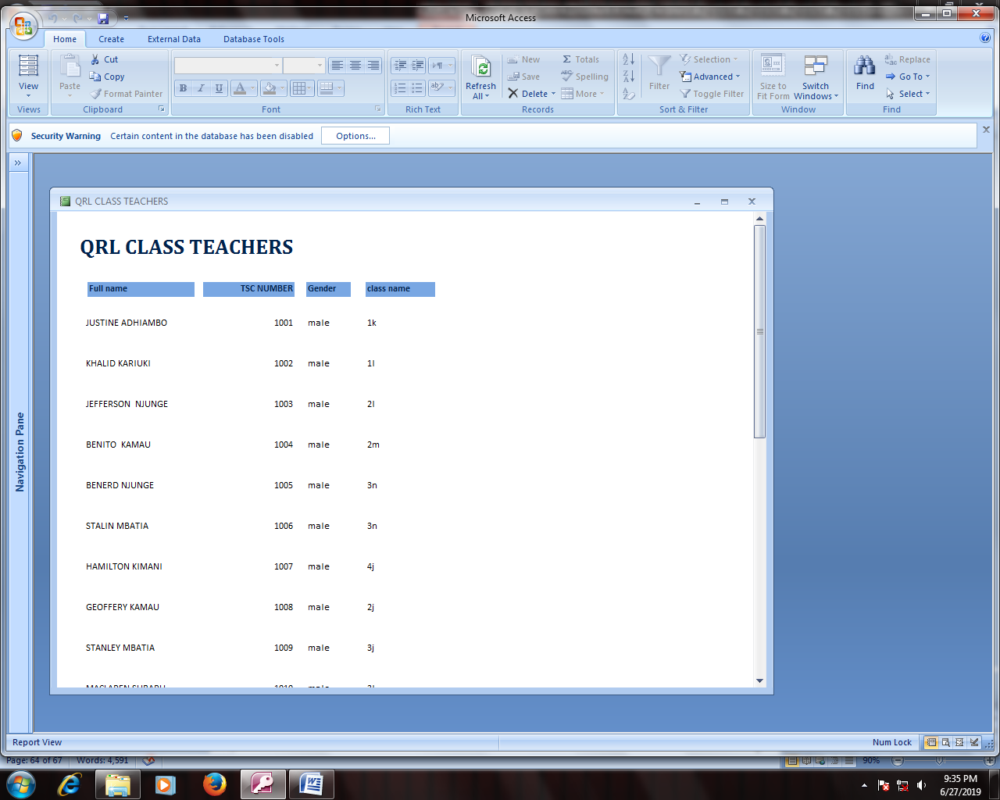 Microsoft Access
Home Create External Data Database Tools
View Paste Cut Copy Format Painter
Refresh All New Save Delete Totals Spelling More
Filter Selection Advanced Toggle Filter
Size to Fit Form Switch Windows
Find Replace Go To Select
Views Clipboard Font Rich Text Records Sort & Filter Window Find
Security Warning Certain content in the database has been disabled Options...
Navigation Pane
QRL CLASS TEACHERS
QRL CLASS TEACHERS
Full name TSC NUMBER Gender class name
JUSTINE ADHIAMBO 1001 male 1k
KHALID KARIUKI 1002 male 1l
JEFFERSON NJUNGE 1003 male 2l
BENITO KAMAU 1004 male 2m
BENERD NJUNGE 1005 male 3n
STALIN MBATIA 1006 male 3n
HAMILTON KIMANI 1007 male 4j
GEOFFERY KAMAU 1008 male 2j
STANLEY MBATIA 1009 male 3j
Report View Num Lock
Page: 64 of 67 Words: 4,591 90%
9:35 PM
6/27/2019